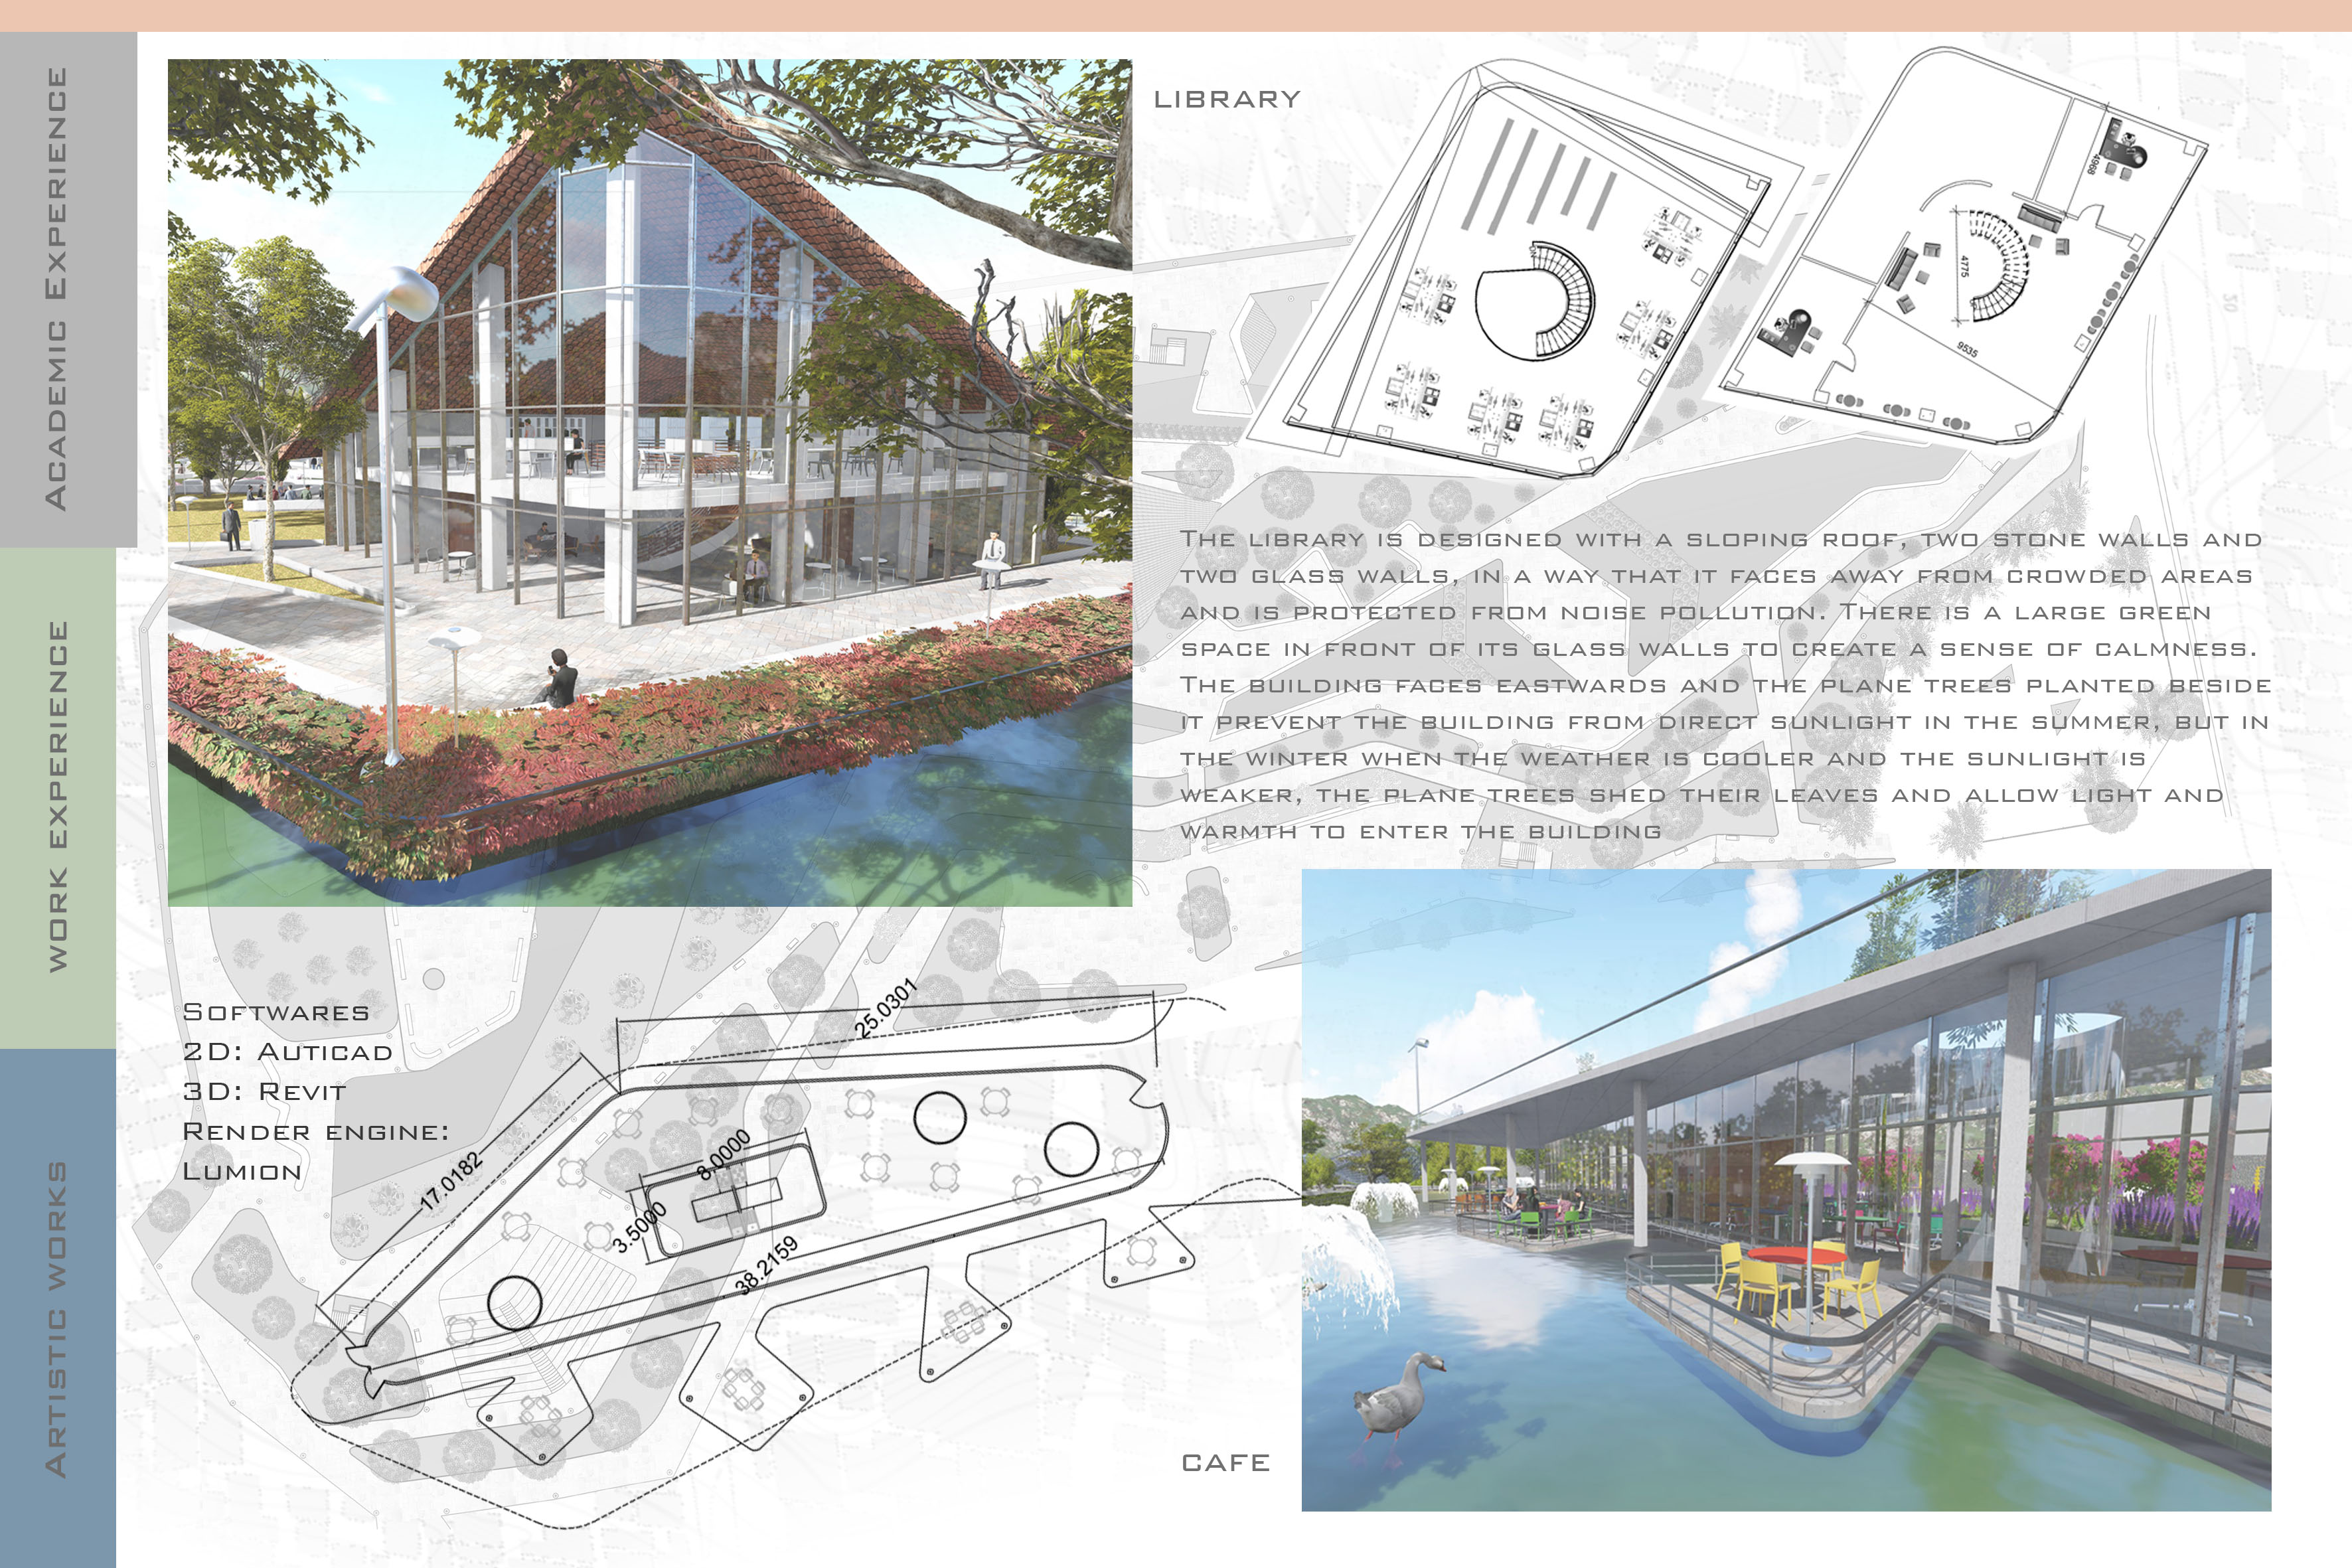 Academic Experience
work experience
Artistic works
LIBRARY
4968
4775
9535
The library is designed with a sloping roof, two stone walls and
two glass walls, in a way that it faces away from crowded areas
and is protected from noise pollution. There is a large green
space in front of its glass walls to create a sense of calmness.
The building faces eastwards and the plane trees planted beside
it prevent the building from direct sunlight in the summer, but in
the winter when the weather is cooler and the sunlight is
weaker, the plane trees shed their leaves and allow light and
warmth to enter the building
Softwares
2D: Auticad
3D: Revit
Render engine:
Lumion
25.0301
17.0182
8.0000
3.5000
38.2159
CAFE